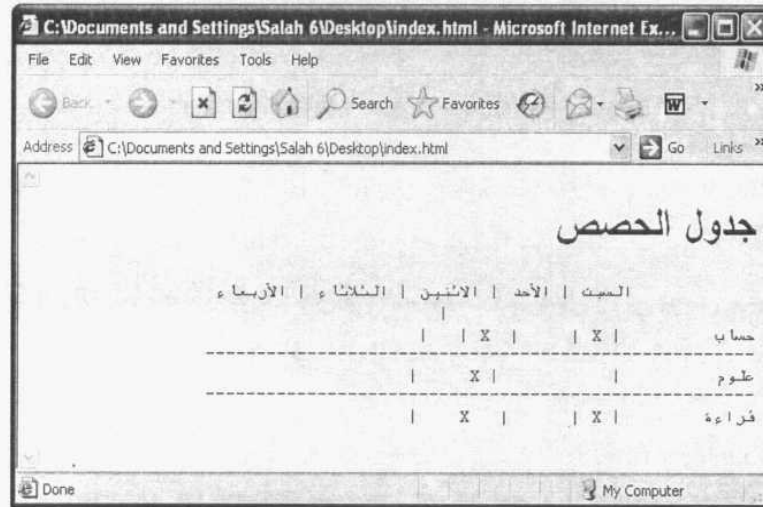 C:\Documents and Settings\Salah 6\Desktop\index.html - Microsoft Internet Ex...
File Edit View Favorites Tools Help
Back Search Favorites
Address C:\Documents and Settings\Salah 6\Desktop\index.html Go Links »
جدول الحصص
السبت | الأحد | الاثنين | الثلاثاء | الأربعاء
|
حساب | X | | X | |
------------------------------------------------
علوم | | X |
------------------------------------------------
قراءة | X | | X |
Done My Computer